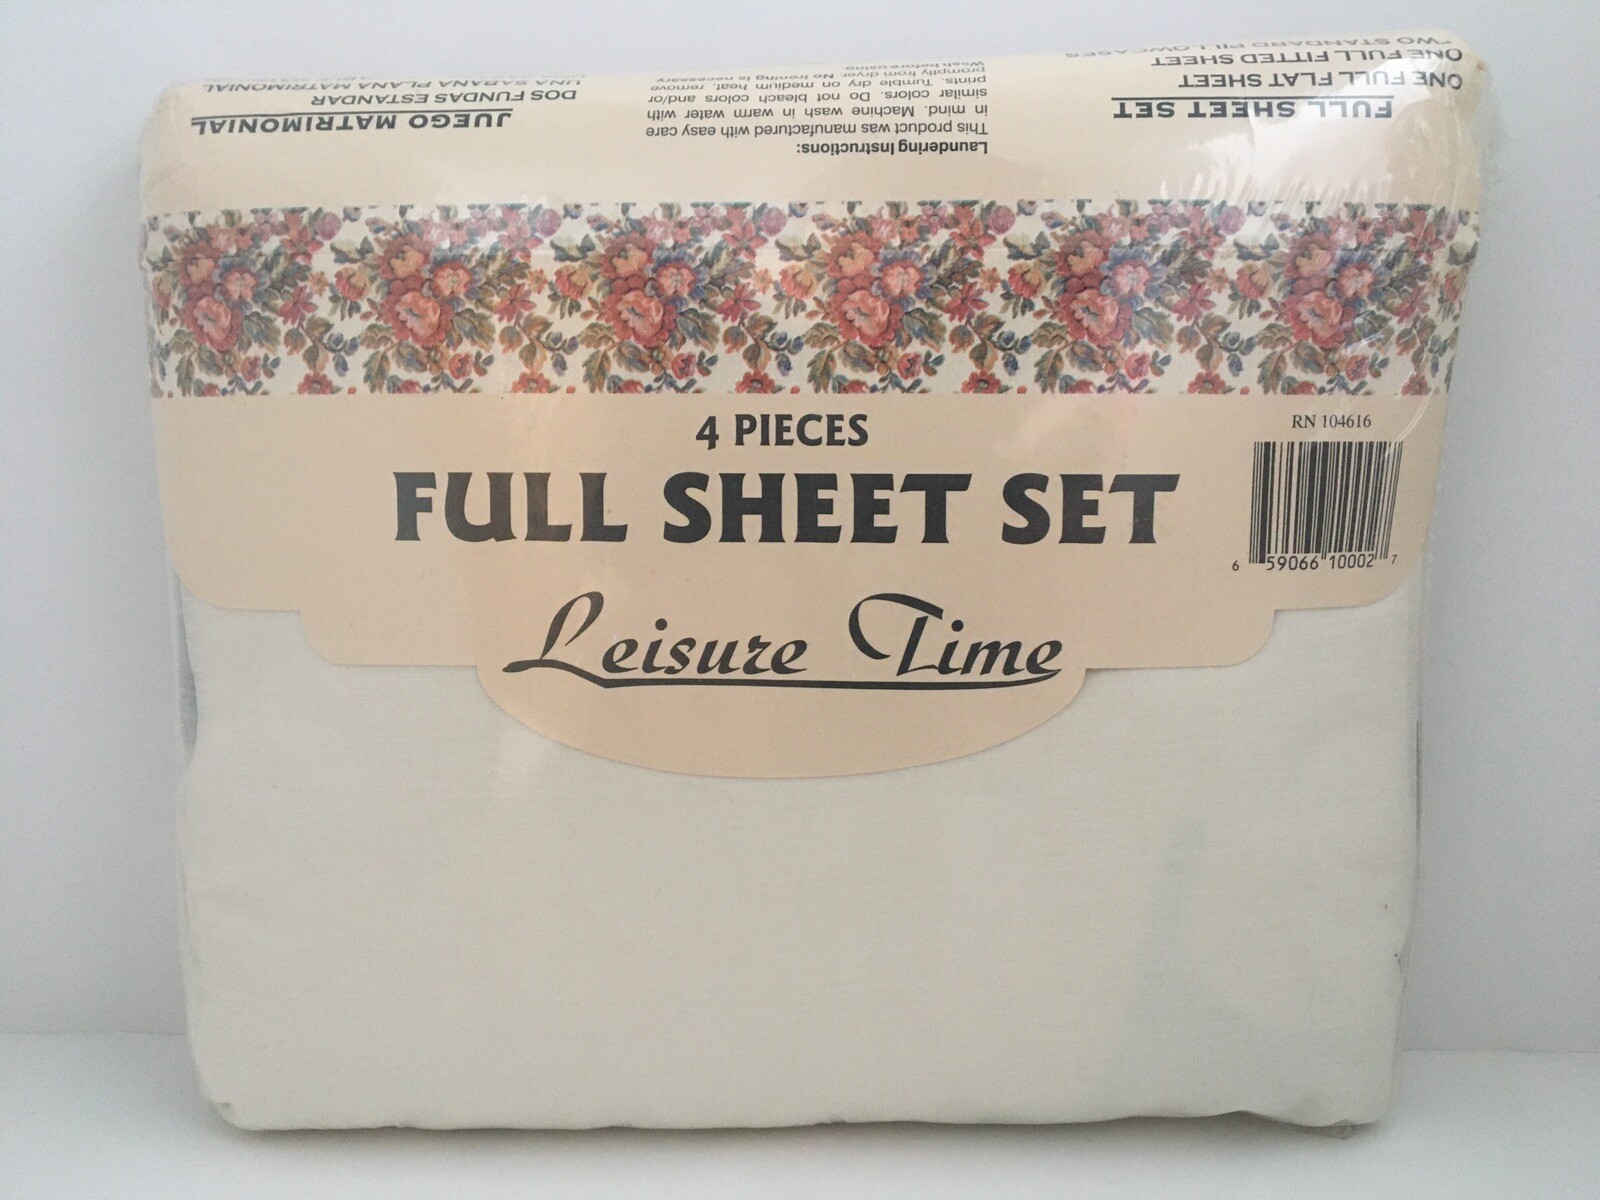 4 PIECES
FULL SHEET SET
Leisure Time
RN 104616
6 59066 10002 7
FULL SHEET SET
ONE FULL FLAT SHEET
ONE FULL FITTED SHEET
TWO STANDARD PILLOWCASES
Laundering Instructions:
This product was manufactured with easy care
in mind. Machine wash in warm water with
similar colors. Do not bleach colors and/or
prints. Tumble dry on medium heat, remove
promptly from dryer. No ironing is necessary.
Wash before using
JUEGO MATRIMONIAL
DOS FUNDAS ESTANDAR
UNA SABANA PLANA MATRIMONIAL